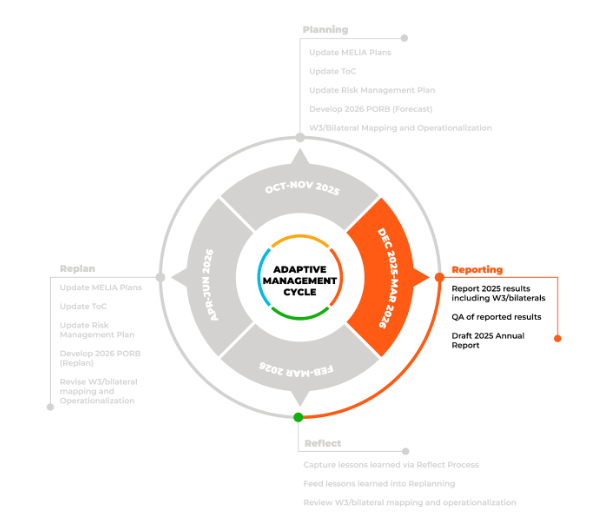 Planning
Update MELIA Plans
Update ToC
Update Risk Management Plan
Develop 2026 PORB (Forecast)
W3/Bilateral Mapping and Operationalization
OCT-NOV 2025
DEC 2025-MAR 2026
FEB-MAR 2026
APR-JUN 2026
ADAPTIVE
MANAGEMENT
CYCLE
Reporting
Report 2025 results
including W3/bilaterals
QA of reported results
Draft 2025 Annual
Report
Replan
Update MELIA Plans
Update ToC
Update Risk
Management Plan
Develop 2026 PORB
(Replan)
Revise W3/bilateral
mapping and
Operationalization
Reflect
Capture lessons learned via Reflect Process
Feed lessons learned into Replanning
Review W3/bilateral mapping and operationalization